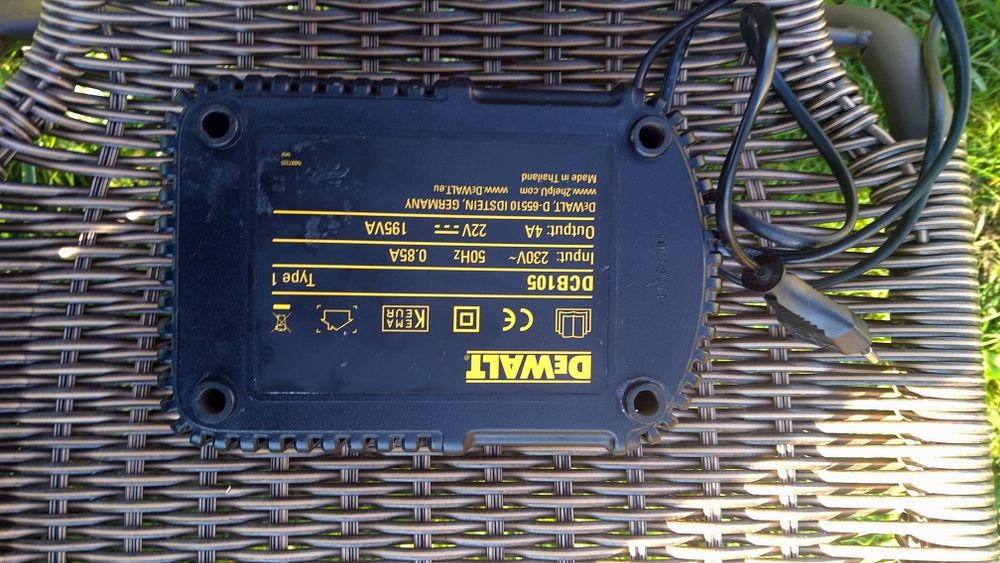 DEWALT®
CE KEMA KEUR
DCB105 Type 1
Input: 230V~ 50Hz 0.85A
Output: 4A 22V 195VA
DEWALT, D-65510 IDSTEIN, GERMANY
www.2helpU.com www.DEWALT.eu
Made in Thailand